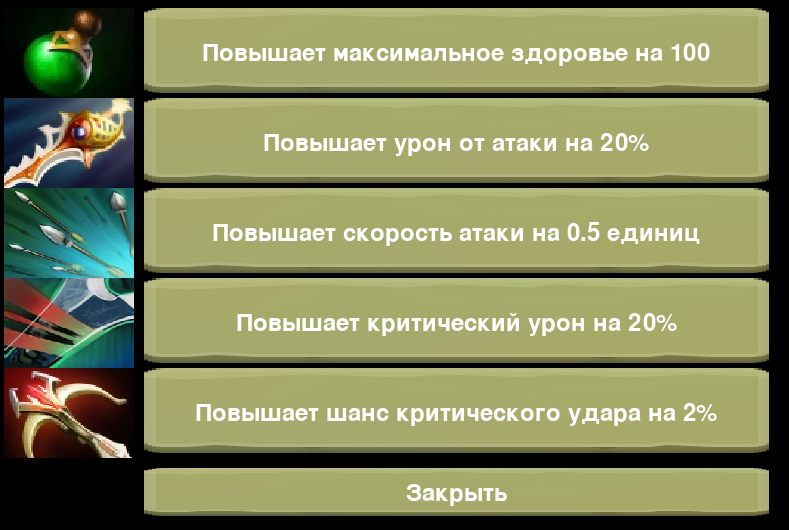 Повышает максимальное здоровье на 100
Повышает урон от атаки на 20%
Повышает скорость атаки на 0.5 единиц
Повышает критический урон на 20%
Повышает шанс критического удара на 2%
Закрыть